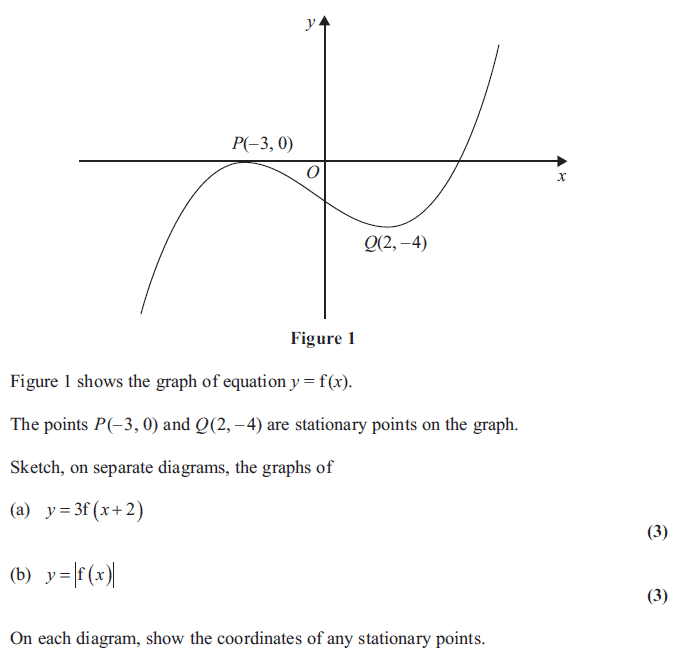 y
P(−3, 0)
O
x
Q(2, −4)
Figure 1
Figure 1 shows the graph of equation y = f(x).
The points P(−3, 0) and Q(2, −4) are stationary points on the graph.
Sketch, on separate diagrams, the graphs of
(a) y = 3f(x + 2)
(3)
(b) y = |f(x)|
(3)
On each diagram, show the coordinates of any stationary points.